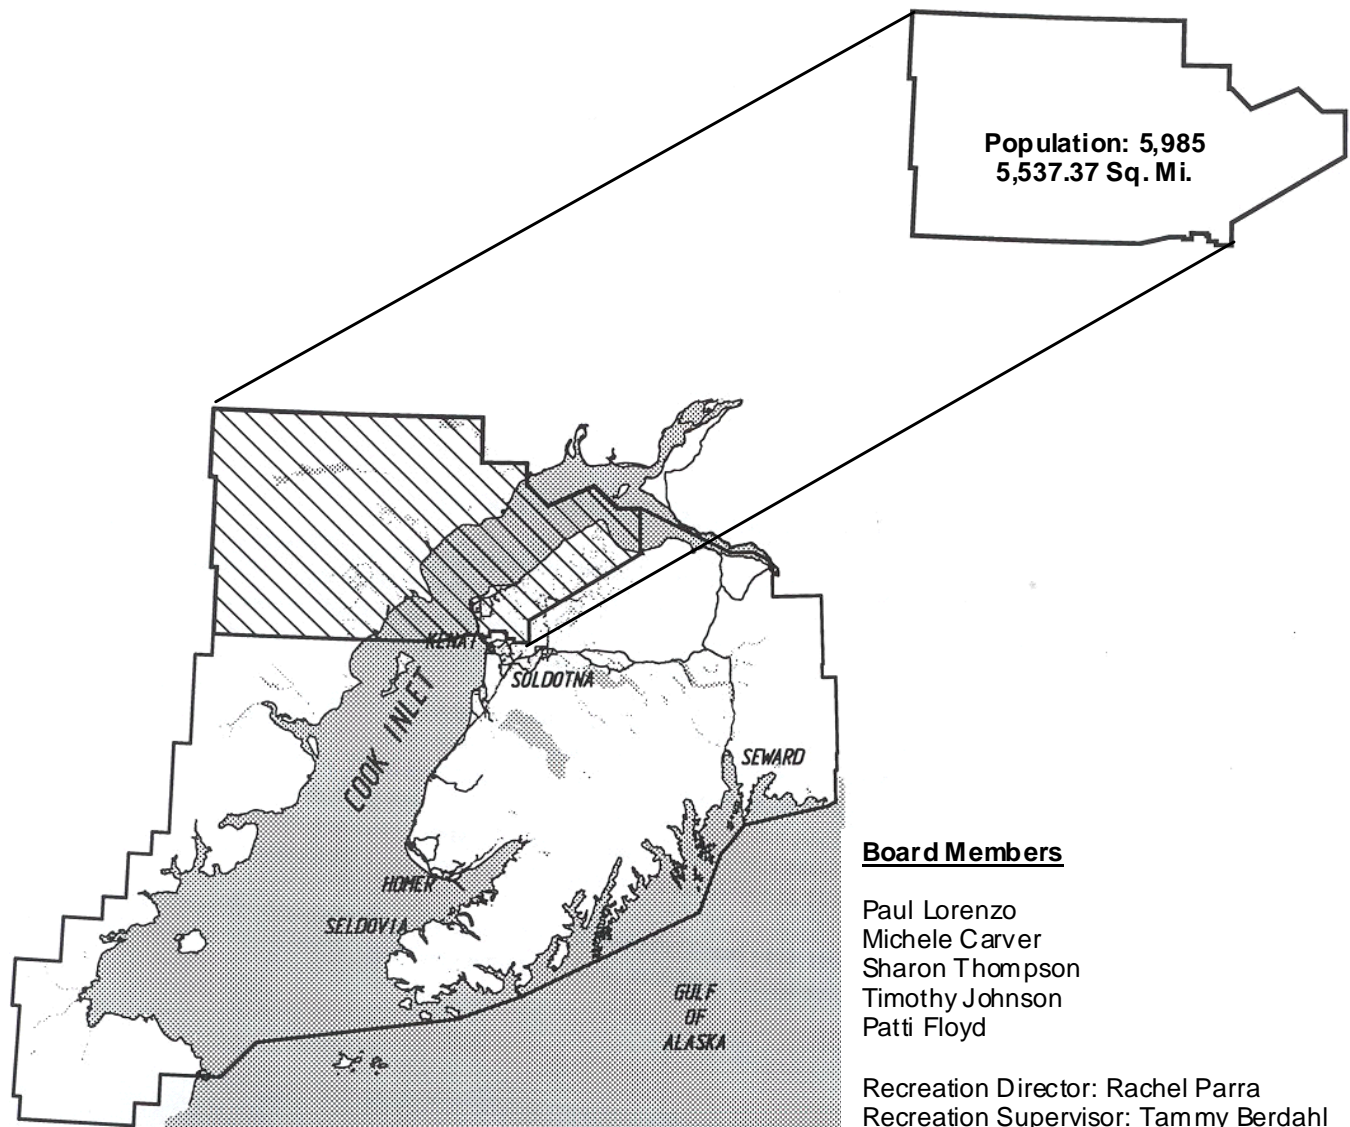 Population: 5,985
5,537.37 Sq. Mi.
KENAI
SOLDOTNA
COOK INLET
SEWARD
HOMER
SELDOVIA
GULF
OF
ALASKA
Board Members
Paul Lorenzo
Michele Carver
Sharon Thompson
Timothy Johnson
Patti Floyd
Recreation Director: Rachel Parra
Recreation Supervisor: Tammy Berdahl